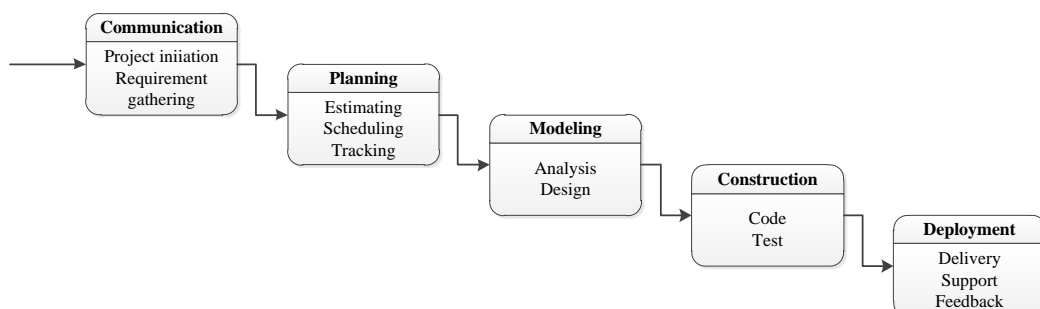 Communication
Project iniiation
Requirement
gathering
Planning
Estimating
Scheduling
Tracking
Modeling
Analysis
Design
Construction
Code
Test
Deployment
Delivery
Support
Feedback